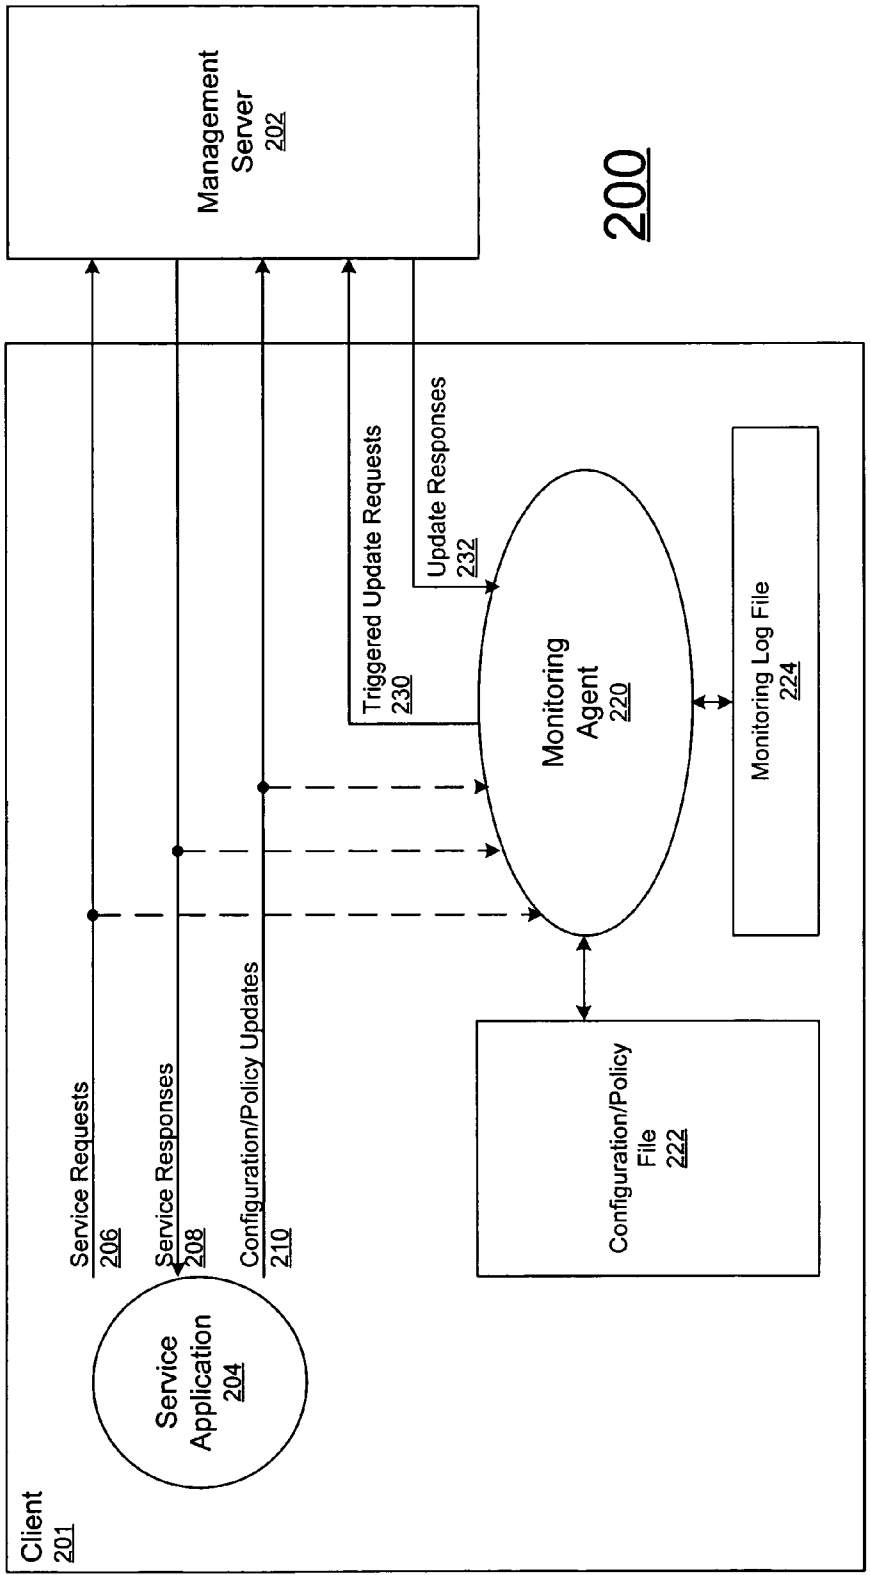 Client
201
Service
Application
204
Service Requests
206
Service Responses
208
Configuration/Policy Updates
210
Configuration/Policy
File
222
Triggered Update Requests
230
Update Responses
232
Monitoring
Agent
220
Monitoring Log File
224
Management
Server
202
200